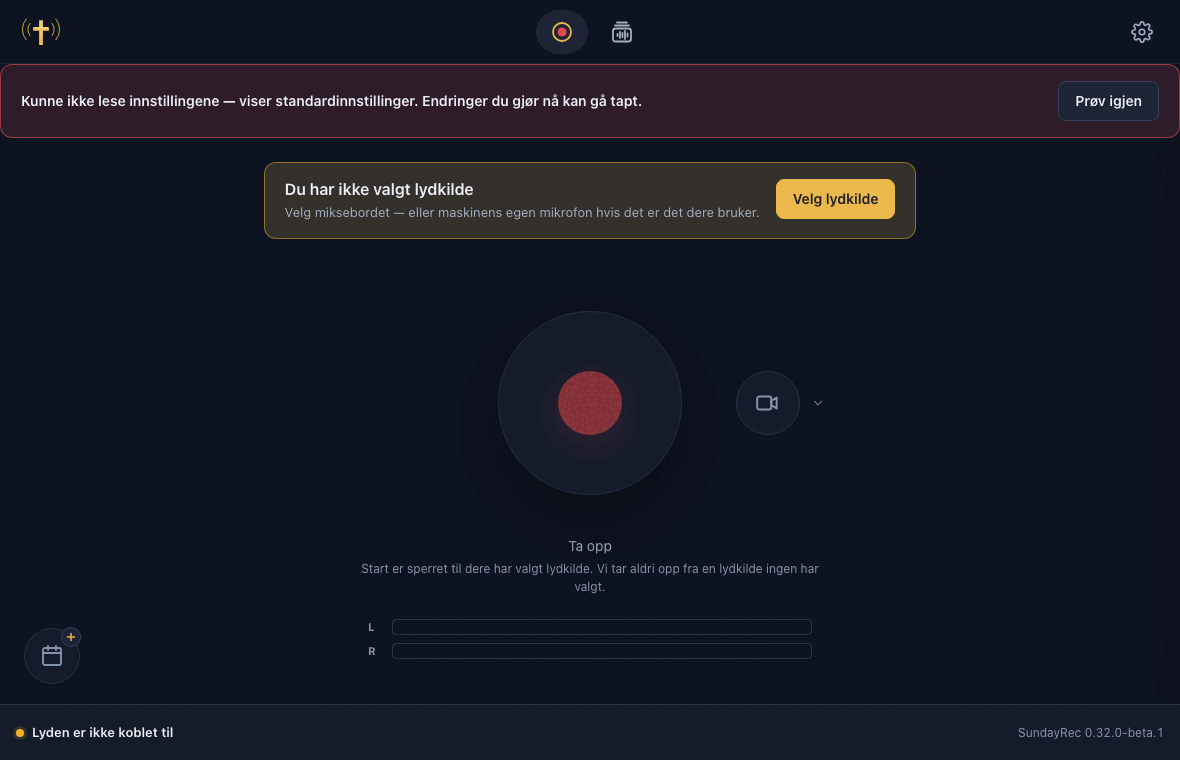 Kunne ikke lese innstillingene — viser standardinnstillinger. Endringer du gjør nå kan gå tapt.
Prøv igjen
Du har ikke valgt lydkilde
Velg miksebordet — eller maskinens egen mikrofon hvis det er det dere bruker.
Velg lydkilde
Ta opp
Start er sperret til dere har valgt lydkilde. Vi tar aldri opp fra en lydkilde ingen har
valgt.
L
R
Lyden er ikke koblet til
SundayRec 0.32.0-beta.1